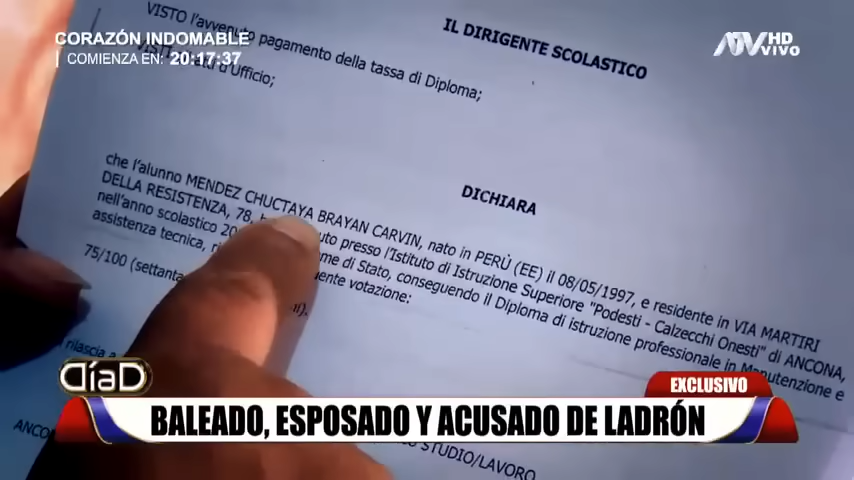 CORAZÓN INDOMABLE
COMIENZA EN: 20:17:37
ATV HD
VIVO
VISTO l'avvenuto pagamento della tassa di Diploma;
d'Ufficio;
IL DIRIGENTE SCOLASTICO
DICHIARA
che l'alunno MENDEZ CHUCTAYA BRAYAN CARVIN, nato in PERÙ (EE) il 08/05/1997, e residente in VIA MARTIRI
DELLA RESISTENZA, 78, presso l'Istituto di Istruzione Superiore "Podesti - Calzecchi Onesti" di ANCONA,
nell'anno scolastico di Stato, conseguendo il Diploma di istruzione professionale in Manutenzione e
assistenza tecnica, votazione:
75/100
rilascia
DíaD
EXCLUSIVO
BALEADO, ESPOSADO Y ACUSADO DE LADRÓN
STUDIO/LAVORO